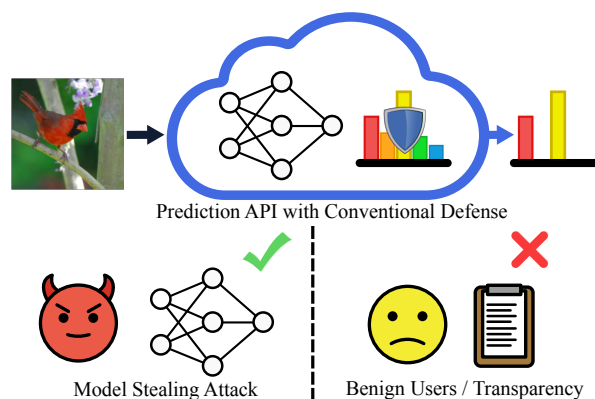 Prediction API with Conventional Defense
Model Stealing Attack
Benign Users / Transparency